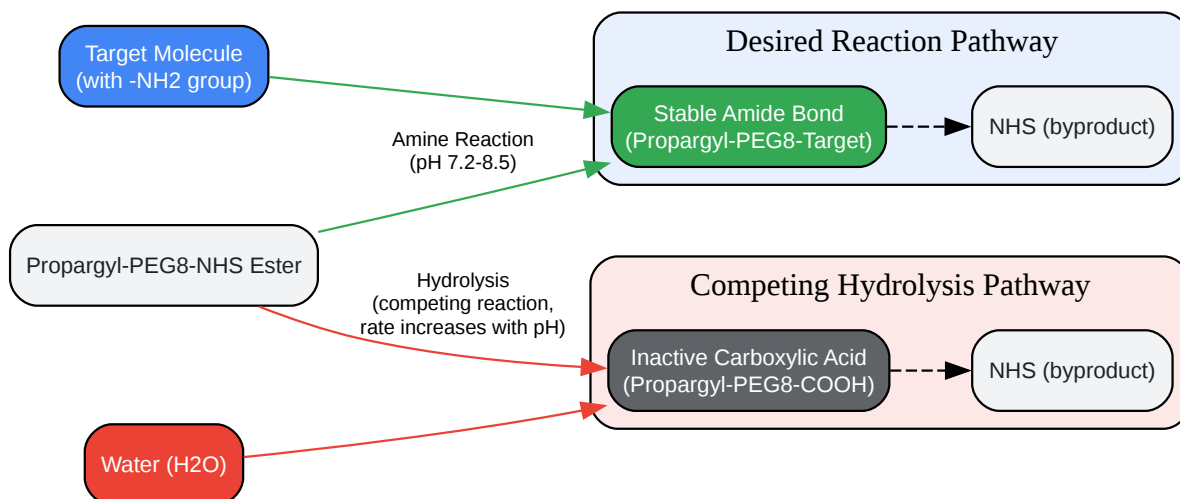 Target Molecule
(with -NH2 group)
Desired Reaction Pathway
Stable Amide Bond
(Propargyl-PEG8-Target)
NHS (byproduct)
Amine Reaction
(pH 7.2-8.5)
Propargyl-PEG8-NHS Ester
Hydrolysis
(competing reaction,
rate increases with pH)
Competing Hydrolysis Pathway
Inactive Carboxylic Acid
(Propargyl-PEG8-COOH)
NHS (byproduct)
Water (H2O)